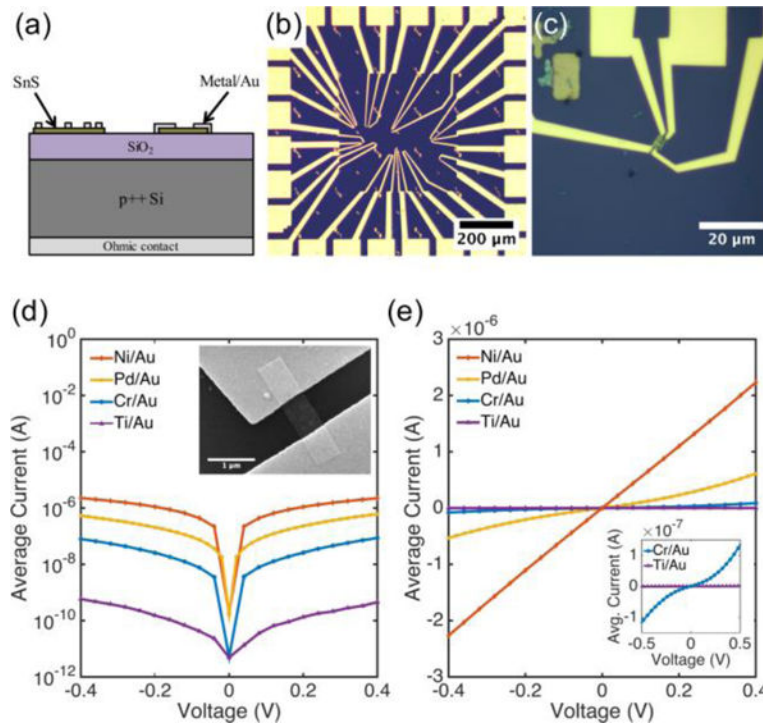 (a)
SnS
Metal/Au
SiO₂
p++ Si
Ohmic contact
(b)
200 µm
(c)
20 µm
(d)
Average Current (A)
10⁰
10⁻²
10⁻⁴
10⁻⁶
10⁻⁸
10⁻¹⁰
10⁻¹²
Ni/Au
Pd/Au
Cr/Au
Ti/Au
1 µm
-0.4 -0.2 0 0.2 0.4
Voltage (V)
(e)
×10⁻⁶
Average Current (A)
3
2
1
0
-1
-2
-3
Ni/Au
Pd/Au
Cr/Au
Ti/Au
×10⁻⁷
Avg. Current (A)
1
0
-1
Cr/Au
Ti/Au
-0.5 0 0.5
Voltage (V)
-0.4 -0.2 0 0.2 0.4
Voltage (V)